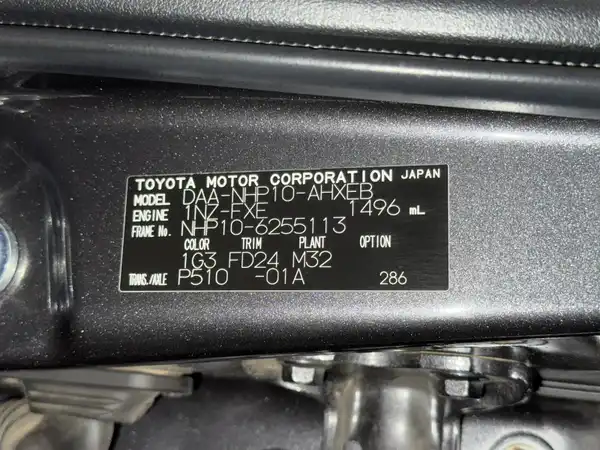 TOYOTA MOTOR CORPORATION JAPAN
MODEL DAA-NHP10-AHXEB
ENGINE 1NZ-FXE 1496 mL
FRAME No. NHP10-6255113
COLOR TRIM PLANT OPTION
1G3 FD24 M32
TRANS./AXLE P510 -01A 286